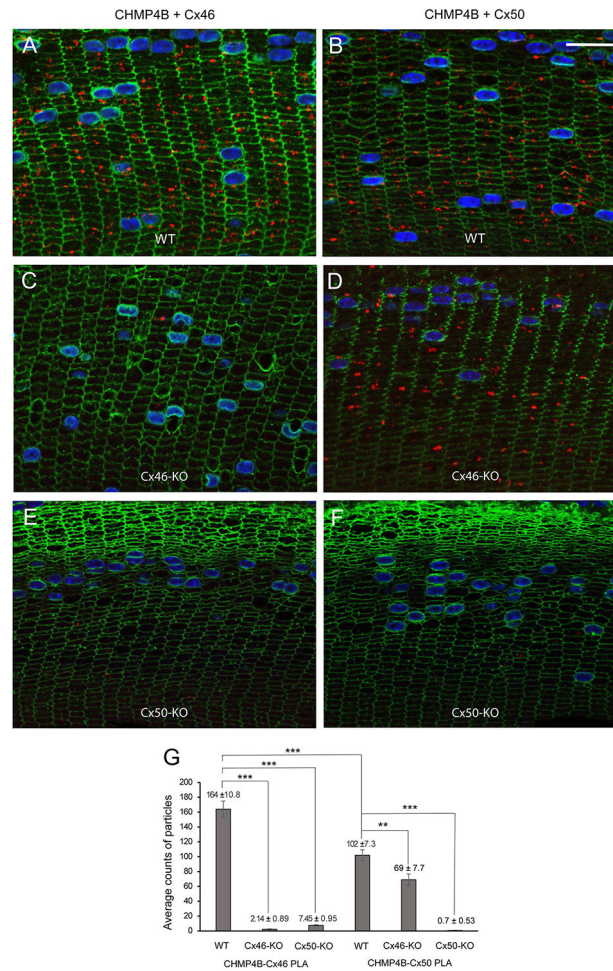 CHMP4B + Cx46
CHMP4B + Cx50
A
B
WT
WT
C
D
Cx46-KO
Cx46-KO
E
F
Cx50-KO
Cx50-KO
G
Average counts of particles
200
180
160
140
120
100
80
60
40
20
0
164 ±10.8
2.14 ± 0.89
7.45 ± 0.95
102 ±7.3
69 ± 7.7
0.7 ± 0.53
***
***
***
***
**
WT Cx46-KO Cx50-KO WT Cx46-KO Cx50-KO
CHMP4B-Cx46 PLA CHMP4B-Cx50 PLA